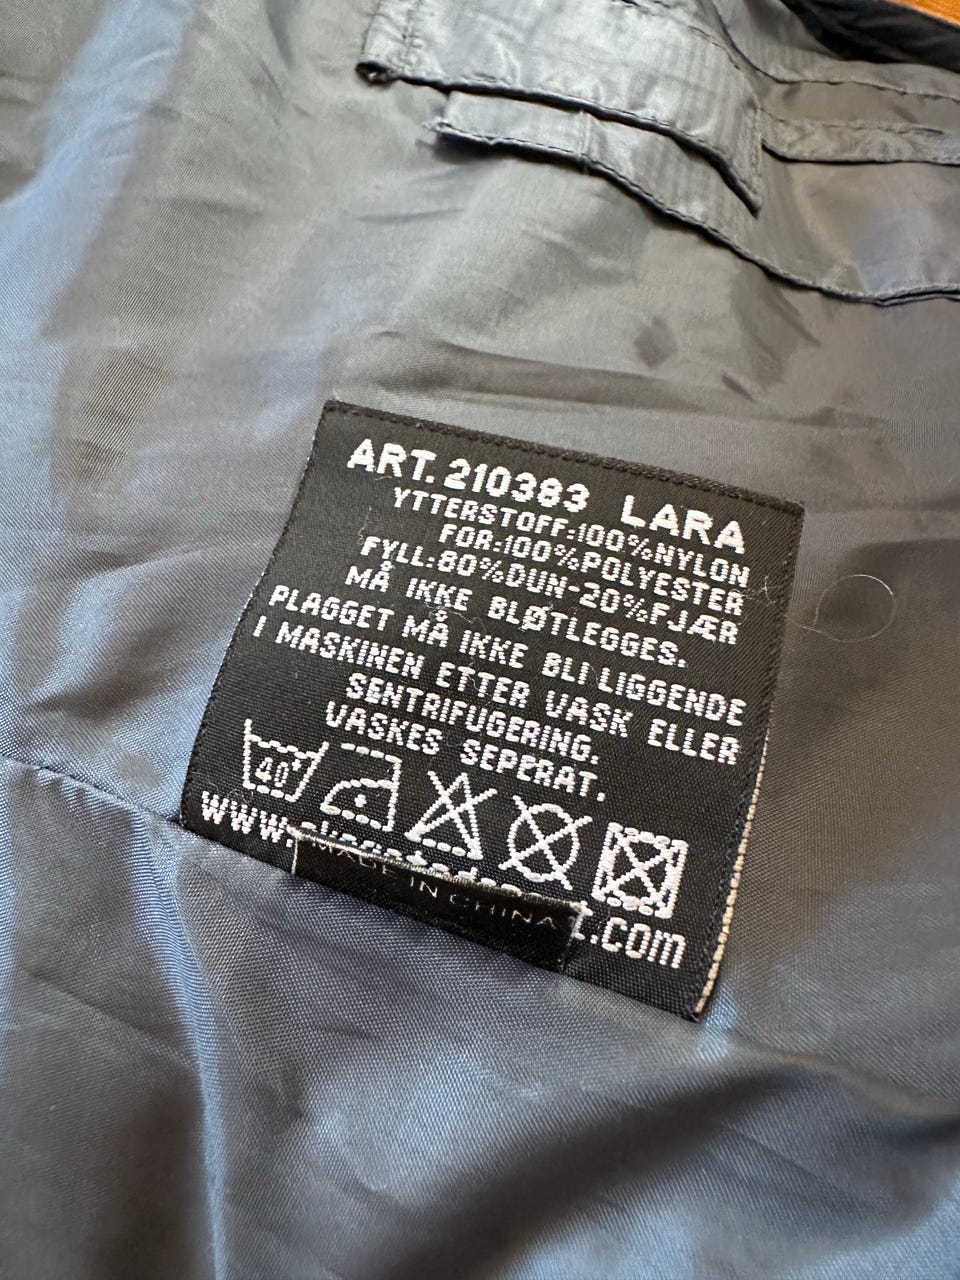 ART. 210383 LARA
YTTERSTOFF:100%NYLON
FOR:100%POLYESTER
FYLL:80%DUN-20%FJÆR
MÅ IKKE BLØTLEGGES.
PLAGGET MÅ IKKE BLI LIGGENDE
I MASKINEN ETTER VASK ELLER
SENTRIFUGERING.
VASKES SEPERAT.
40°
MADE IN CHINA